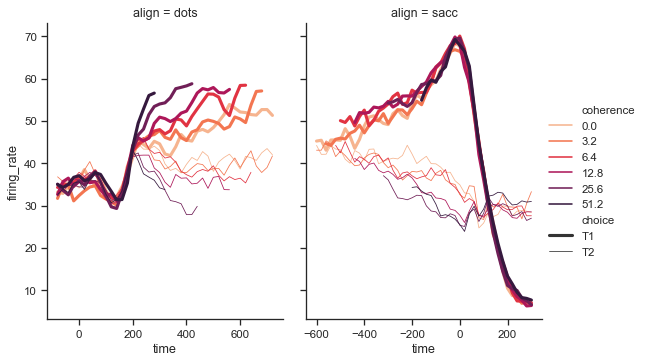 align = dots
align = sacc
firing_rate
70
60
50
40
30
20
10
0
200
400
600
time
−600
−400
−200
0
200
time
coherence
0.0
3.2
6.4
12.8
25.6
51.2
choice
T1
T2